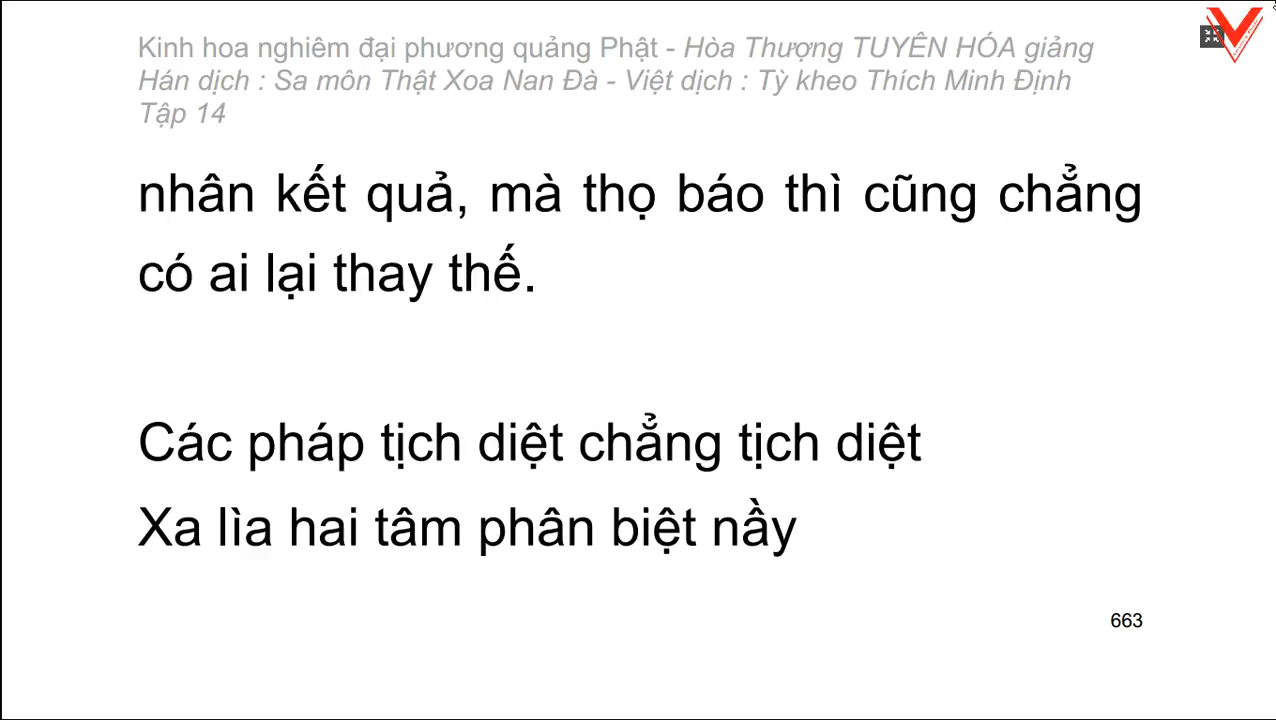 Kinh hoa nghiêm đại phương quảng Phật - Hòa Thượng TUYÊN HÓA giảng
Hán dịch : Sa môn Thật Xoa Nan Đà - Việt dịch : Tỳ kheo Thích Minh Định
Tập 14
nhân kết quả, mà thọ báo thì cũng chẳng
có ai lại thay thế.
Các pháp tịch diệt chẳng tịch diệt
Xa lìa hai tâm phân biệt nầy
663